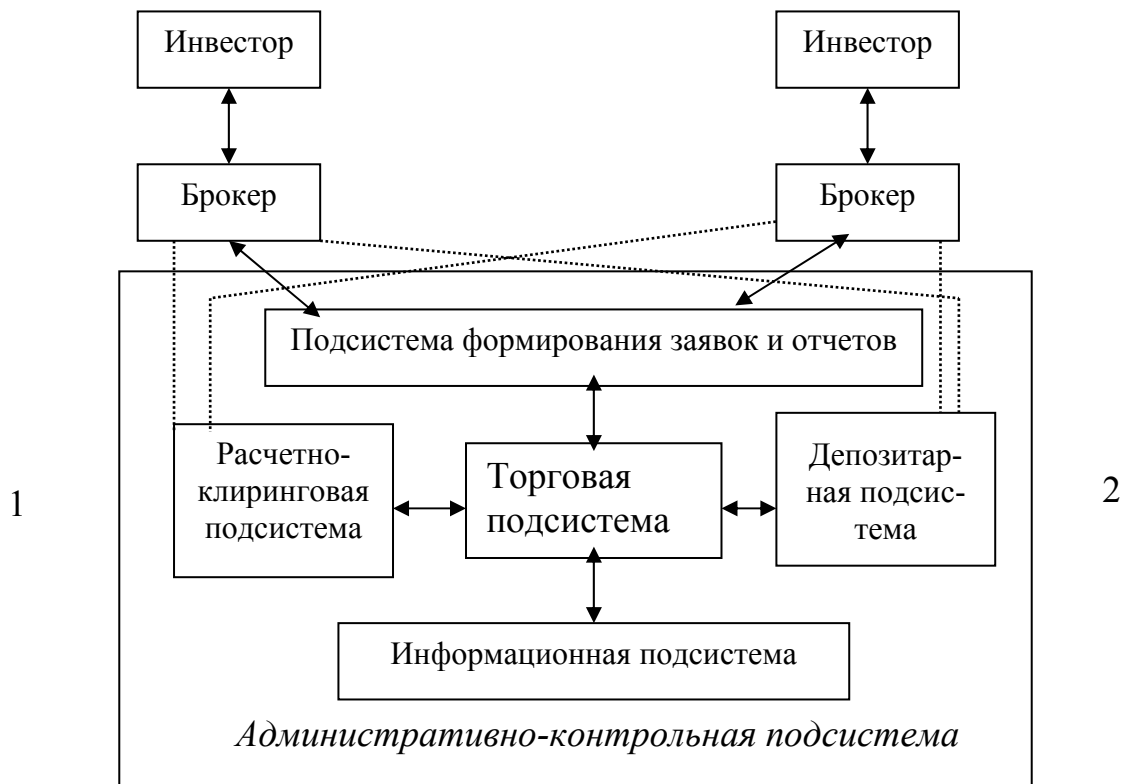 Инвестор
Инвестор
Брокер
Брокер
Подсистема формирования заявок и отчетов
Расчетно-
клиринговая
подсистема
Торговая
подсистема
Депозитар-
ная подсис-
тема
1
2
Информационная подсистема
Административно-контрольная подсистема